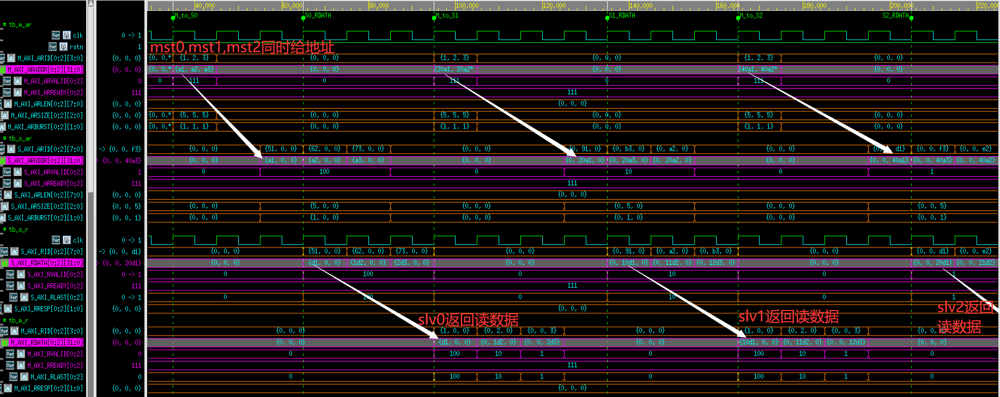 40,000 60,000 80,000 100,000 120,000 140,000 160,000 180,000 200,000 220,000
M_to_S0 S0_RDATA M_to_S1 S1_RDATA M_to_S2 S2_RDATA
tb_m_ar
clk 0 -> 1
rstn 1
mst0,mst1,mst2同时给地址
M_AXI_ARID[0:2][3:0] {0, 0, 0} {0, 0,* {1, 2, 3} {0, 0, 0} {1, 2, 3} {0, 0, 0} {1, 2, 3} {0, 0, 0}
M_AXI_ARADDR[0:2][31:0] {0, 0, 0} {0, 0,* {a1, a2, a3} {0, 0, 0} {20a1, 20a2* {0, 0, 0} {40a1, 40a2* {0, 0, 0}
M_AXI_ARVALID[0:2] 0 0 111 0 111 0 111 0
M_AXI_ARREADY[0:2] 111 111
M_AXI_ARLEN[0:2][7:0] {0, 0, 0} {0, 0, 0}
M_AXI_ARSIZE[0:2][2:0] {0, 0, 0} {0, 0,* {5, 5, 5} {0, 0, 0} {5, 5, 5} {0, 0, 0} {5, 5, 5} {0, 0, 0}
M_AXI_ARBURST[0:2][1:0] {0, 0, 0} {0, 0,* {1, 1, 1} {0, 0, 0} {1, 1, 1} {0, 0, 0} {1, 1, 1} {0, 0, 0}
tb_s_ar
S_AXI_ARID[0:2][7:0] -> {0, 0, f3} {0, 0, 0} {51, 0, 0} {62, 0, 0} {73, 0, 0} {0, 0, 0} {0, 91, 0} {0, b3, 0} {0, a2, 0} {0, 0, 0} d1} {0, 0, f3} {0, 0, e2}
S_AXI_ARADDR[0:2][31:0] {0, 0, 40a3} {0, 0, 0} {a1, 0, 0} {a2, 0, 0} {a3, 0, 0} {0, 0, 0} {0, 20a1, 0} {0, 20a3, 0} {0, 20a2, 0} {0, 0, 0} {0, 0, 40a1} {0, 0, 40a3} {0, 0, 40a2}
S_AXI_ARVALID[0:2] 1 0 100 0 10 0 1
S_AXI_ARREADY[0:2] 111 111
S_AXI_ARLEN[0:2][7:0] {0, 0, 0} {0, 0, 0}
S_AXI_ARSIZE[0:2][2:0] {0, 0, 5} {0, 0, 0} {5, 0, 0} {0, 0, 0} {0, 5, 0} {0, 0, 0} {0, 0, 5}
S_AXI_ARBURST[0:2][1:0] {0, 0, 1} {0, 0, 0} {1, 0, 0} {0, 0, 0} {0, 1, 0} {0, 0, 0} {0, 0, 1}
tb_s_r
clk 0 -> 1
S_AXI_RID[0:2][7:0] -> {0, 0, d1} {0, 0, 0} {51, 0, 0} {62, 0, 0} {73, 0, 0} {0, 0, 0} {0, 91, 0} {0, a2, 0} {0, b3, 0} {0, 0, 0} {0, 0, d1} {0, 0, e2}
S_AXI_RDATA[0:2][31:0] {0, 0, 20d1} {0, 0, 0} {d1, 0, 0} {1d2, 0, 0} {2d3, 0, 0} {0, 0, 0} {0, 10d1, 0} {0, 11d2, 0} {0, 12d3, 0} {0, 0, 0} {0, 0, 20d1} {0, 0, 21d2}
S_AXI_RVALID[0:2] 0 -> 1 0 100 0 10 0 1
S_AXI_RREADY[0:2] 111 111
S_AXI_RLAST[0:2] 0 -> 1 0 100 0 10 0 1
S_AXI_RRESP[0:2][1:0] {0, 0, 0} {0, 0, 0}
slv0返回读数据
slv1返回读数据
slv2返回
读数据
tb_m_r
M_AXI_RID[0:2][3:0] {0, 0, 0} {0, 0, 0} {1, 0, 0} {0, 2, 0} {0, 0, 3} {0, 0, 0} {1, 0, 0} {0, 2, 0} {0, 0, 3} {0, 0, 0}
M_AXI_RDATA[0:2][31:0] {0, 0, 0} {0, 0, 0} {d1, 0, 0} {0, 1d2, 0} {0, 0, 2d3} {0, 0, 0} {10d1, 0, 0} {0, 11d2, 0} {0, 0, 12d3} {0, 0, 0}
M_AXI_RVALID[0:2] 0 0 100 10 1 0 100 10 1 0
M_AXI_RREADY[0:2] 111 111
M_AXI_RLAST[0:2] 0 0 100 10 1 0 100 10 1 0
M_AXI_RRESP[0:2][1:0] {0, 0, 0} {0, 0, 0}